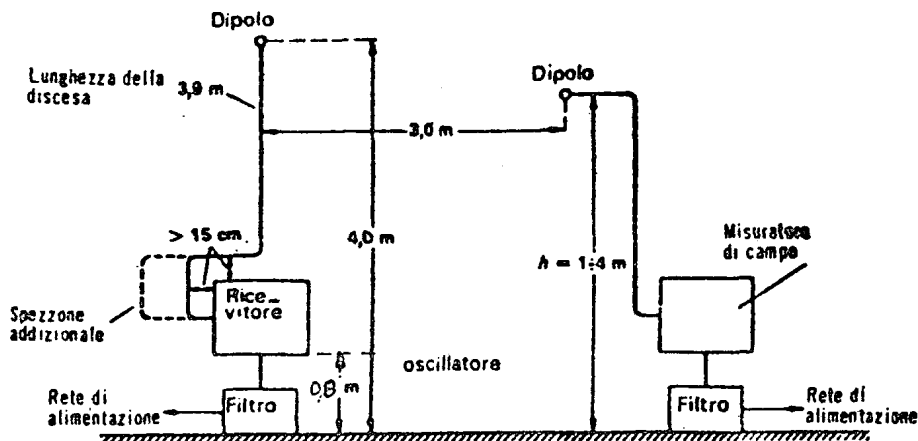 Dipolo
Lunghezza della
discesa
3,9 m
Dipolo
3,0 m
> 15 cm
4,0 m
h = 1÷4 m
Misuratore
di campo
Rice_
vitore
Spezzone
addizionale
oscillatore
0,8 m
Rete di
alimentazione
Filtro
Filtro
Rete di
alimentazione